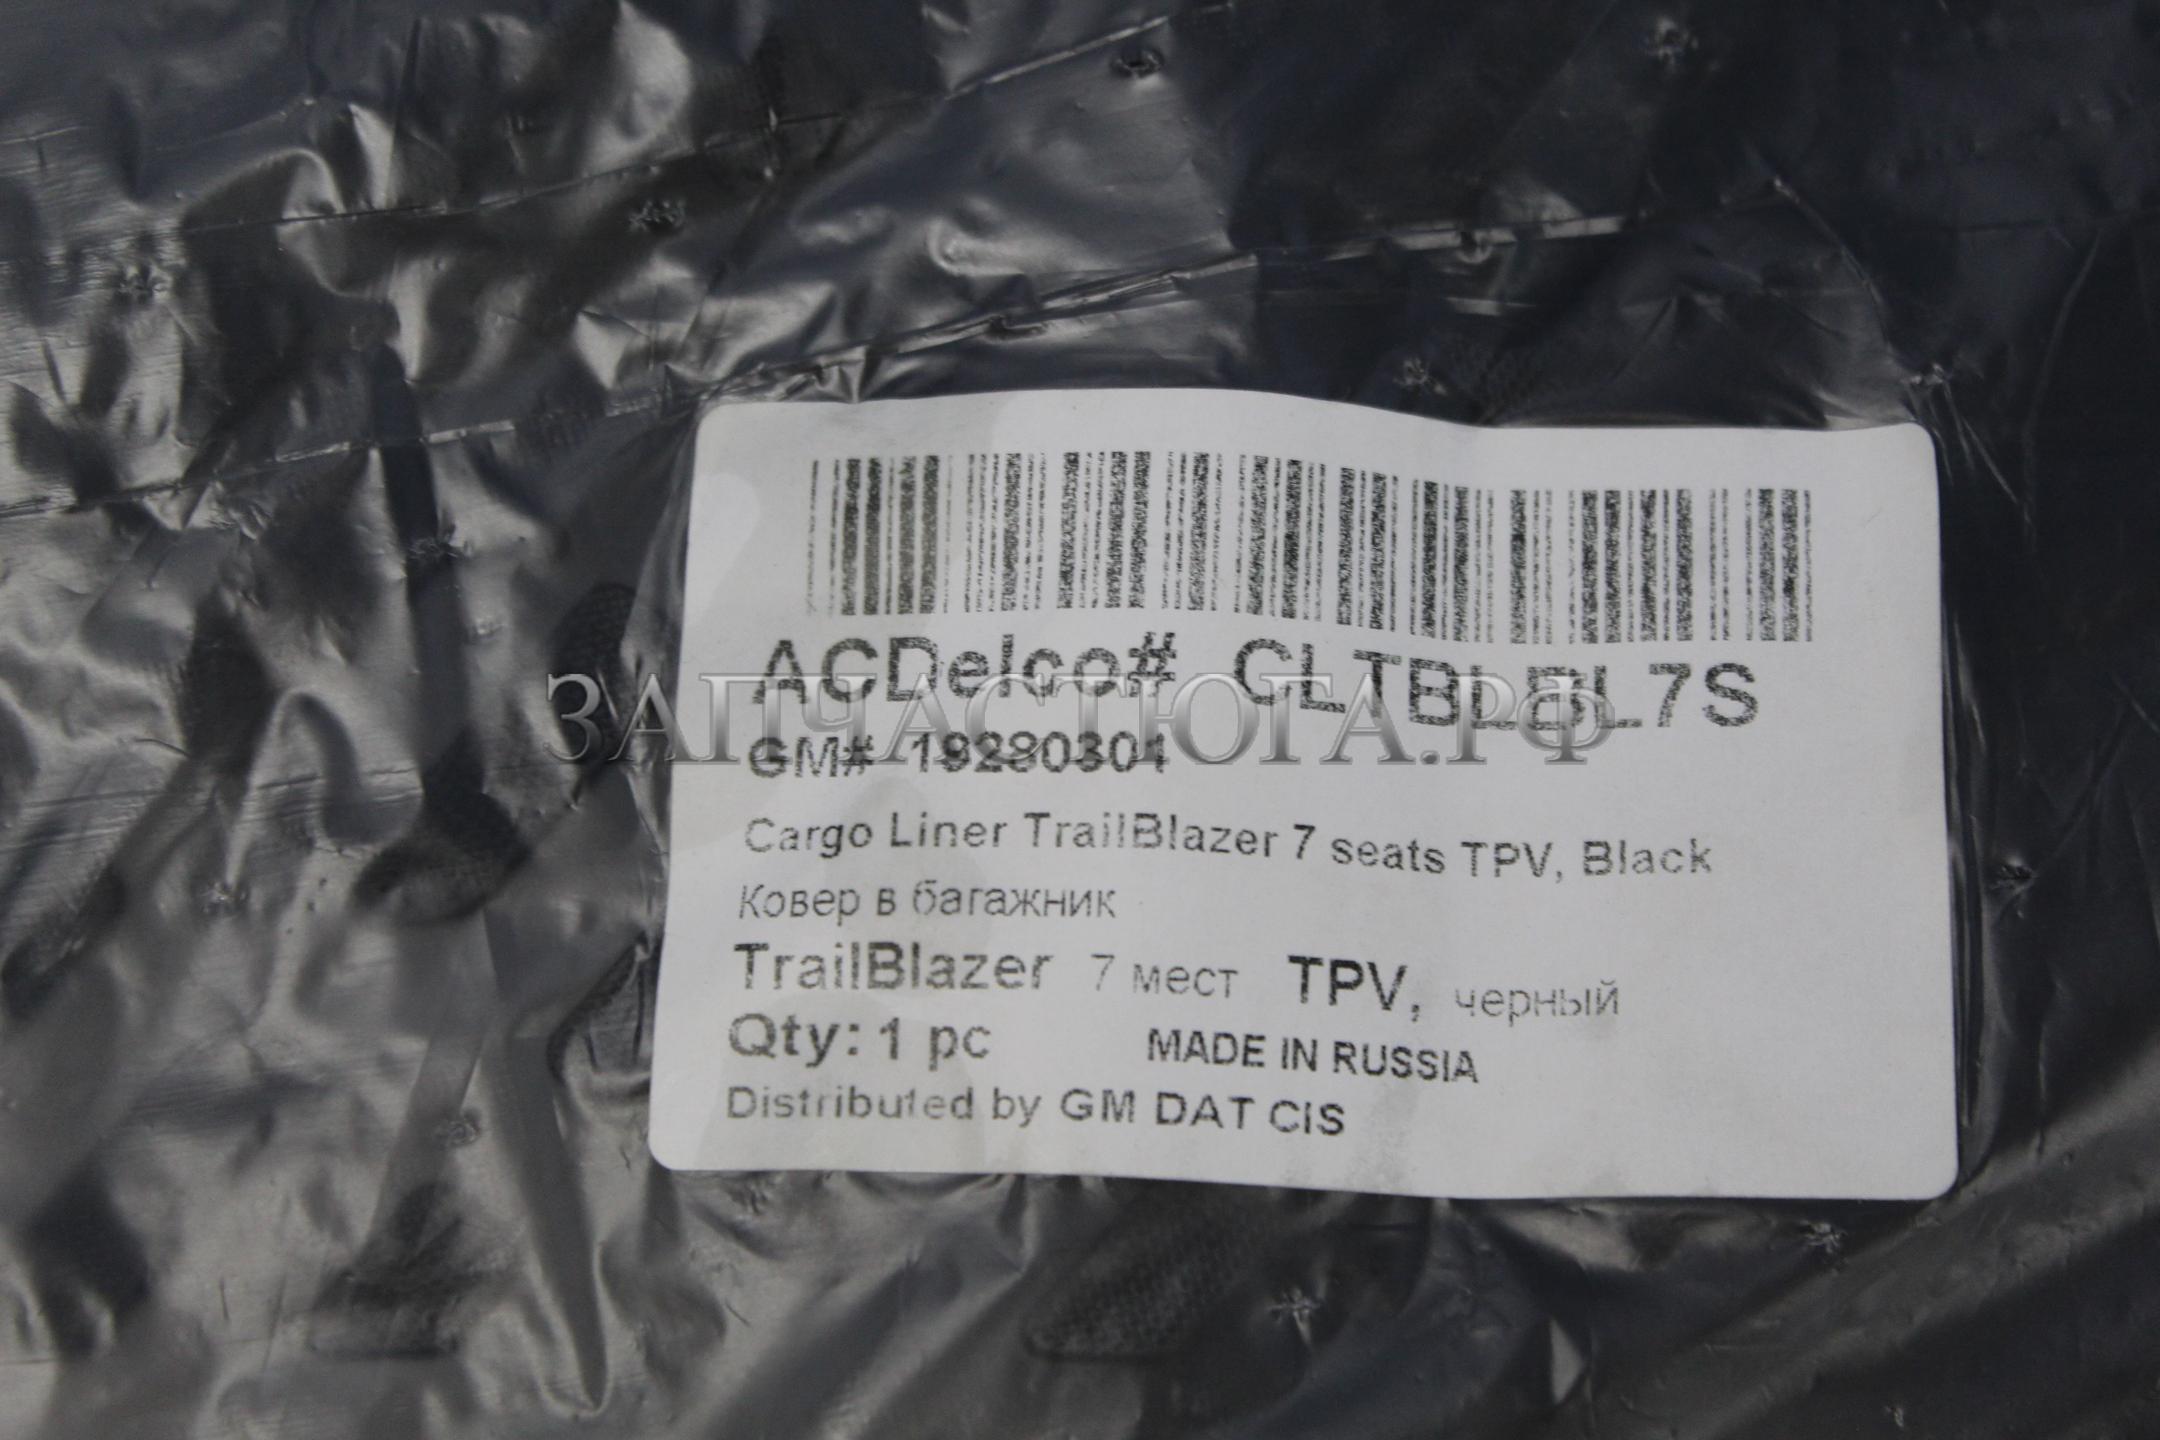 ACDelco# CLTBLBL7S
ЗАПЧАСТЮГА.РФ
GM# 19280301
Cargo Liner TrailBlazer 7 seats TPV, Black
Ковер в багажник
TrailBlazer 7 мест TPV, черный
Qty: 1 pc MADE IN RUSSIA
Distributed by GM DAT CIS